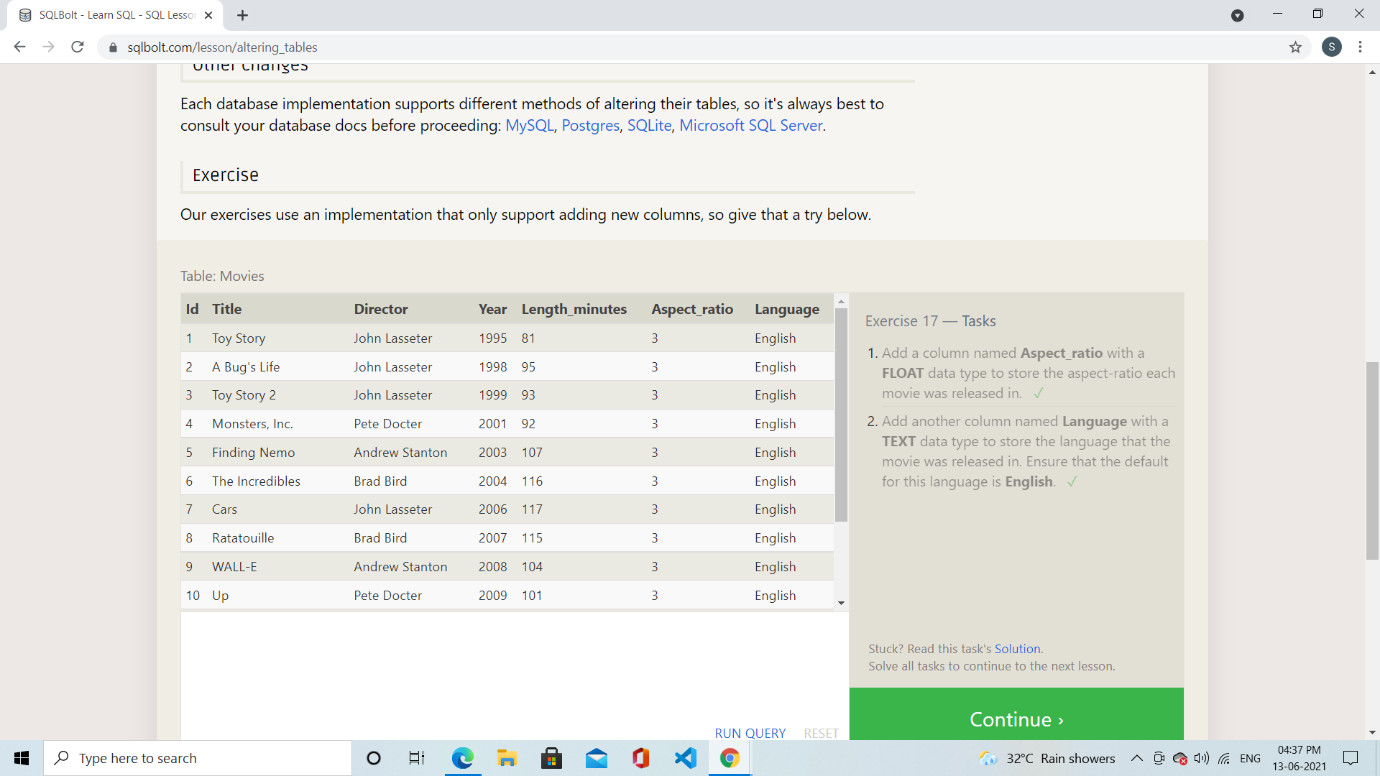 SQLBolt - Learn SQL - SQL Lesso
sqlbolt.com/lesson/altering_tables
S
Other changes
Each database implementation supports different methods of altering their tables, so it's always best to
consult your database docs before proceeding: MySQL, Postgres, SQLite, Microsoft SQL Server.
Exercise
Our exercises use an implementation that only support adding new columns, so give that a try below.
Table: Movies
Id Title Director Year Length_minutes Aspect_ratio Language
1 Toy Story John Lasseter 1995 81 3 English
2 A Bug's Life John Lasseter 1998 95 3 English
3 Toy Story 2 John Lasseter 1999 93 3 English
4 Monsters, Inc. Pete Docter 2001 92 3 English
5 Finding Nemo Andrew Stanton 2003 107 3 English
6 The Incredibles Brad Bird 2004 116 3 English
7 Cars John Lasseter 2006 117 3 English
8 Ratatouille Brad Bird 2007 115 3 English
9 WALL-E Andrew Stanton 2008 104 3 English
10 Up Pete Docter 2009 101 3 English
RUN QUERY RESET
Exercise 17 — Tasks
1. Add a column named Aspect_ratio with a
FLOAT data type to store the aspect-ratio each
movie was released in. ✓
2. Add another column named Language with a
TEXT data type to store the language that the
movie was released in. Ensure that the default
for this language is English. ✓
Stuck? Read this task's Solution.
Solve all tasks to continue to the next lesson.
Continue ›
Type here to search
32°C Rain showers
ENG
04:37 PM
13-06-2021